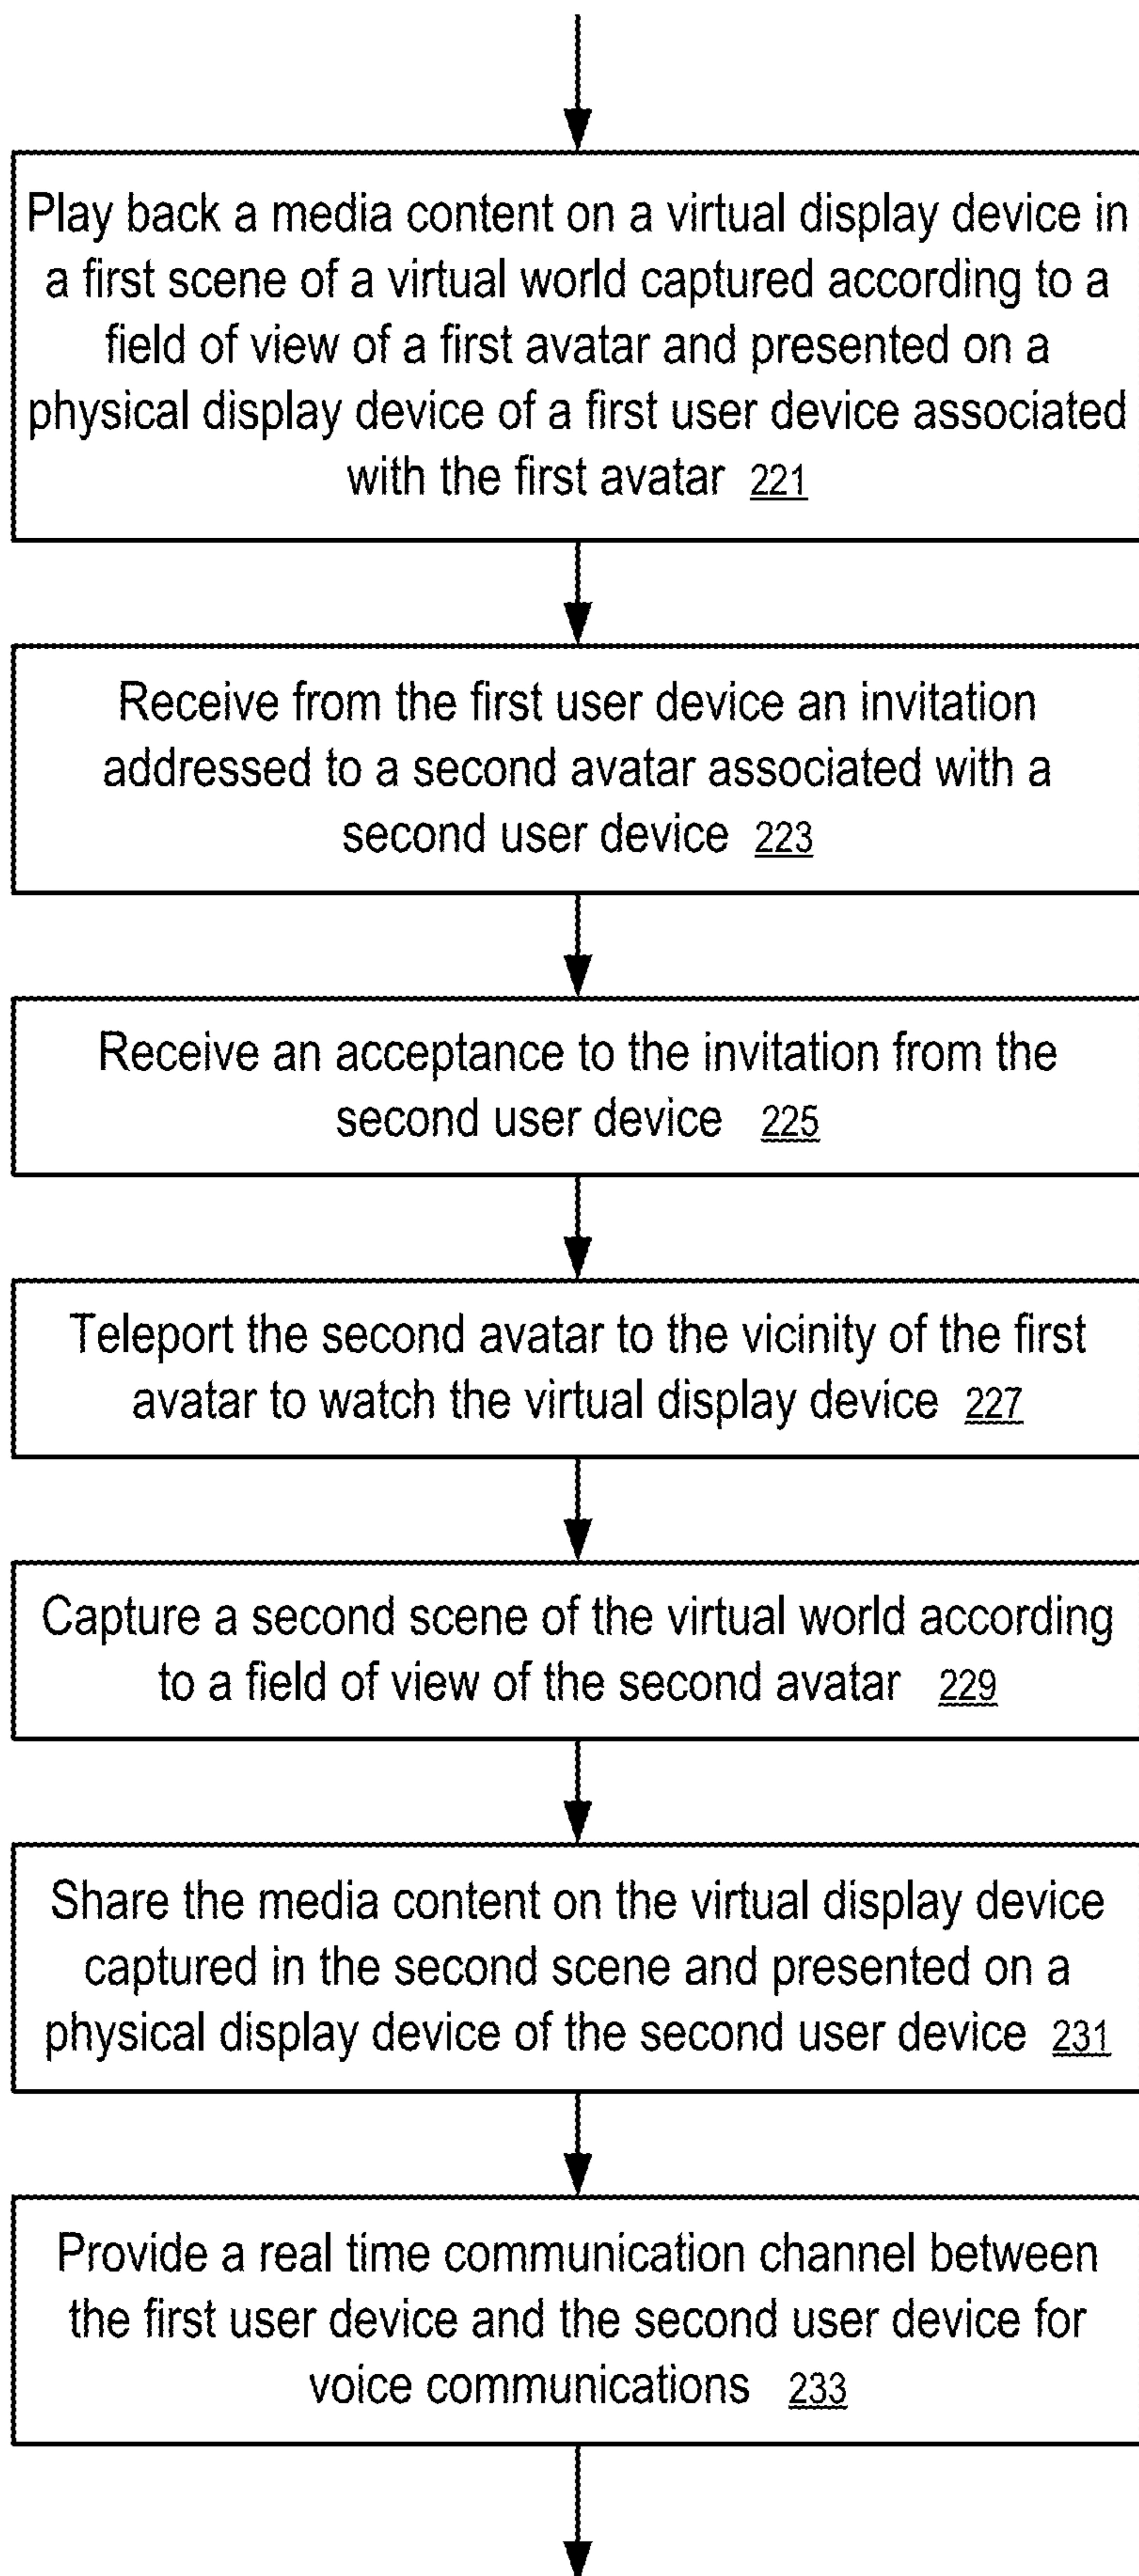 Play back a media content on a virtual display device in
a first scene of a virtual world captured according to a
field of view of a first avatar and presented on a
physical display device of a first user device associated
with the first avatar 221
Receive from the first user device an invitation
addressed to a second avatar associated with a
second user device 223
Receive an acceptance to the invitation from the
second user device 225
Teleport the second avatar to the vicinity of the first
avatar to watch the virtual display device 227
Capture a second scene of the virtual world according
to a field of view of the second avatar 229
Share the media content on the virtual display device
captured in the second scene and presented on a
physical display device of the second user device 231
Provide a real time communication channel between
the first user device and the second user device for
voice communications 233